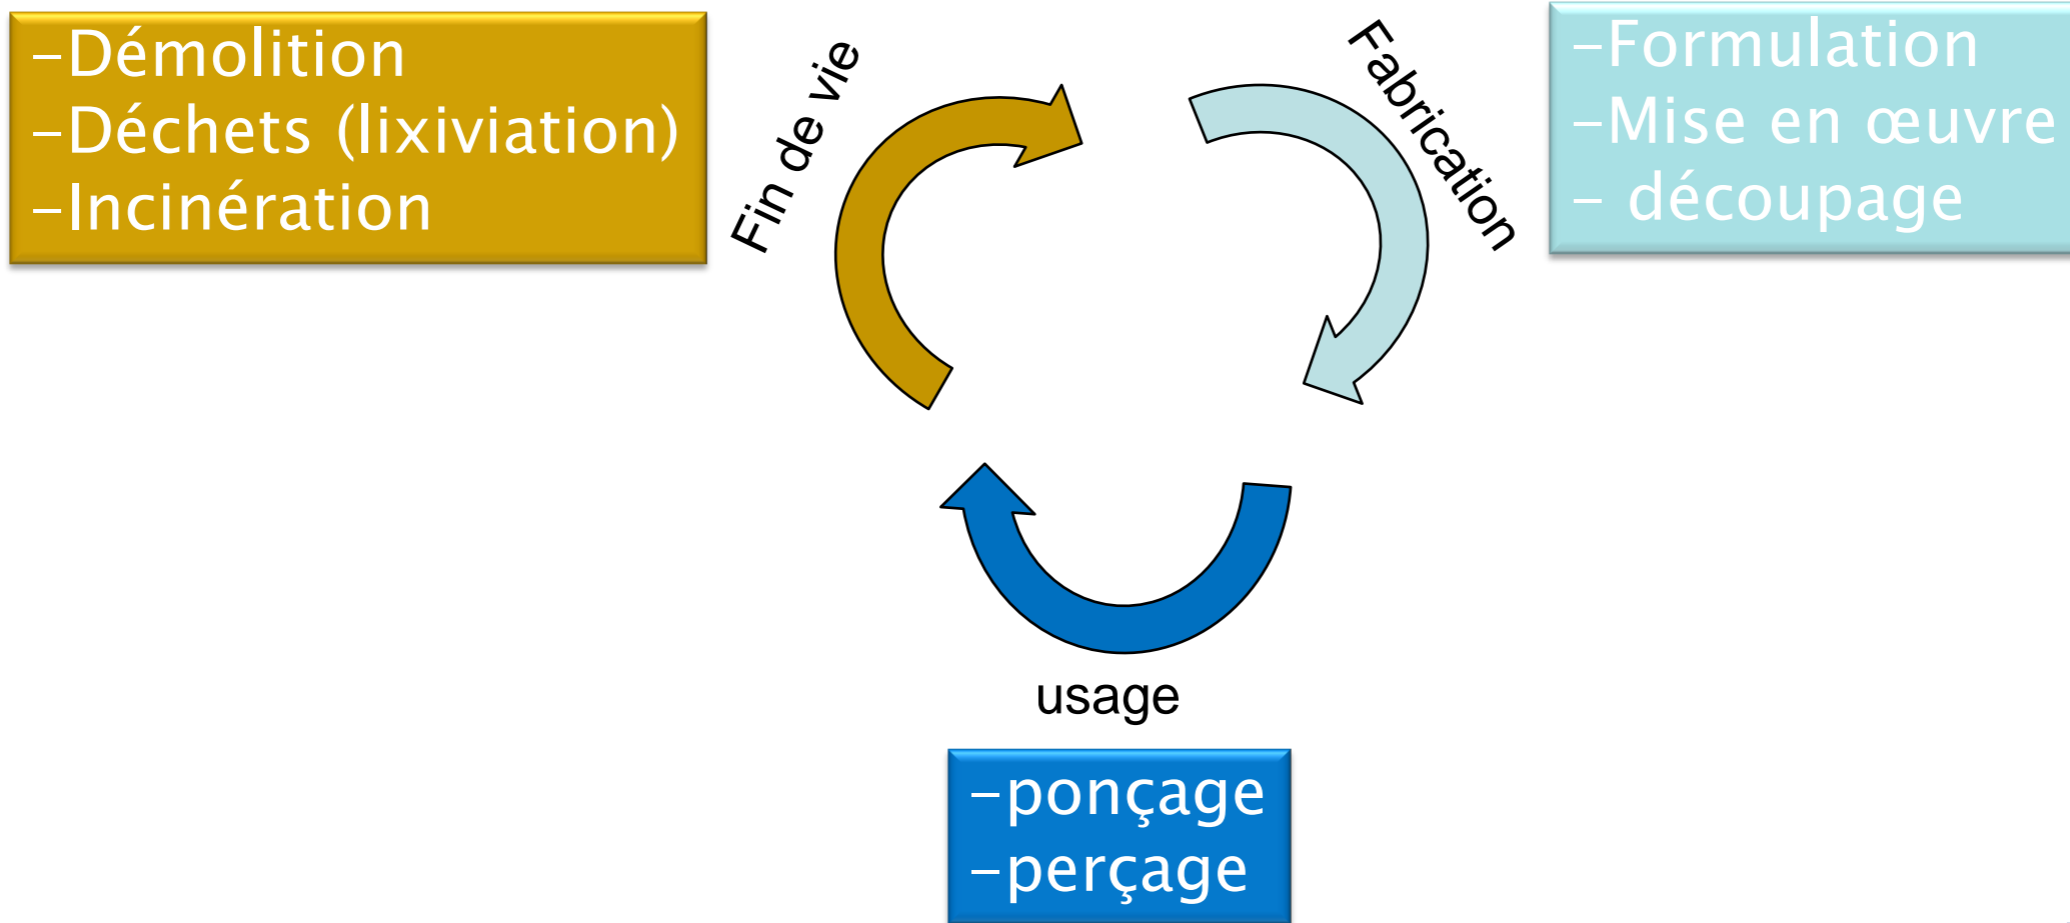 -Démolition
-Déchets (lixiviation)
-Incinération
Fin de vie
Fabrication
-Formulation
-Mise en œuvre
- découpage
usage
-ponçage
-perçage